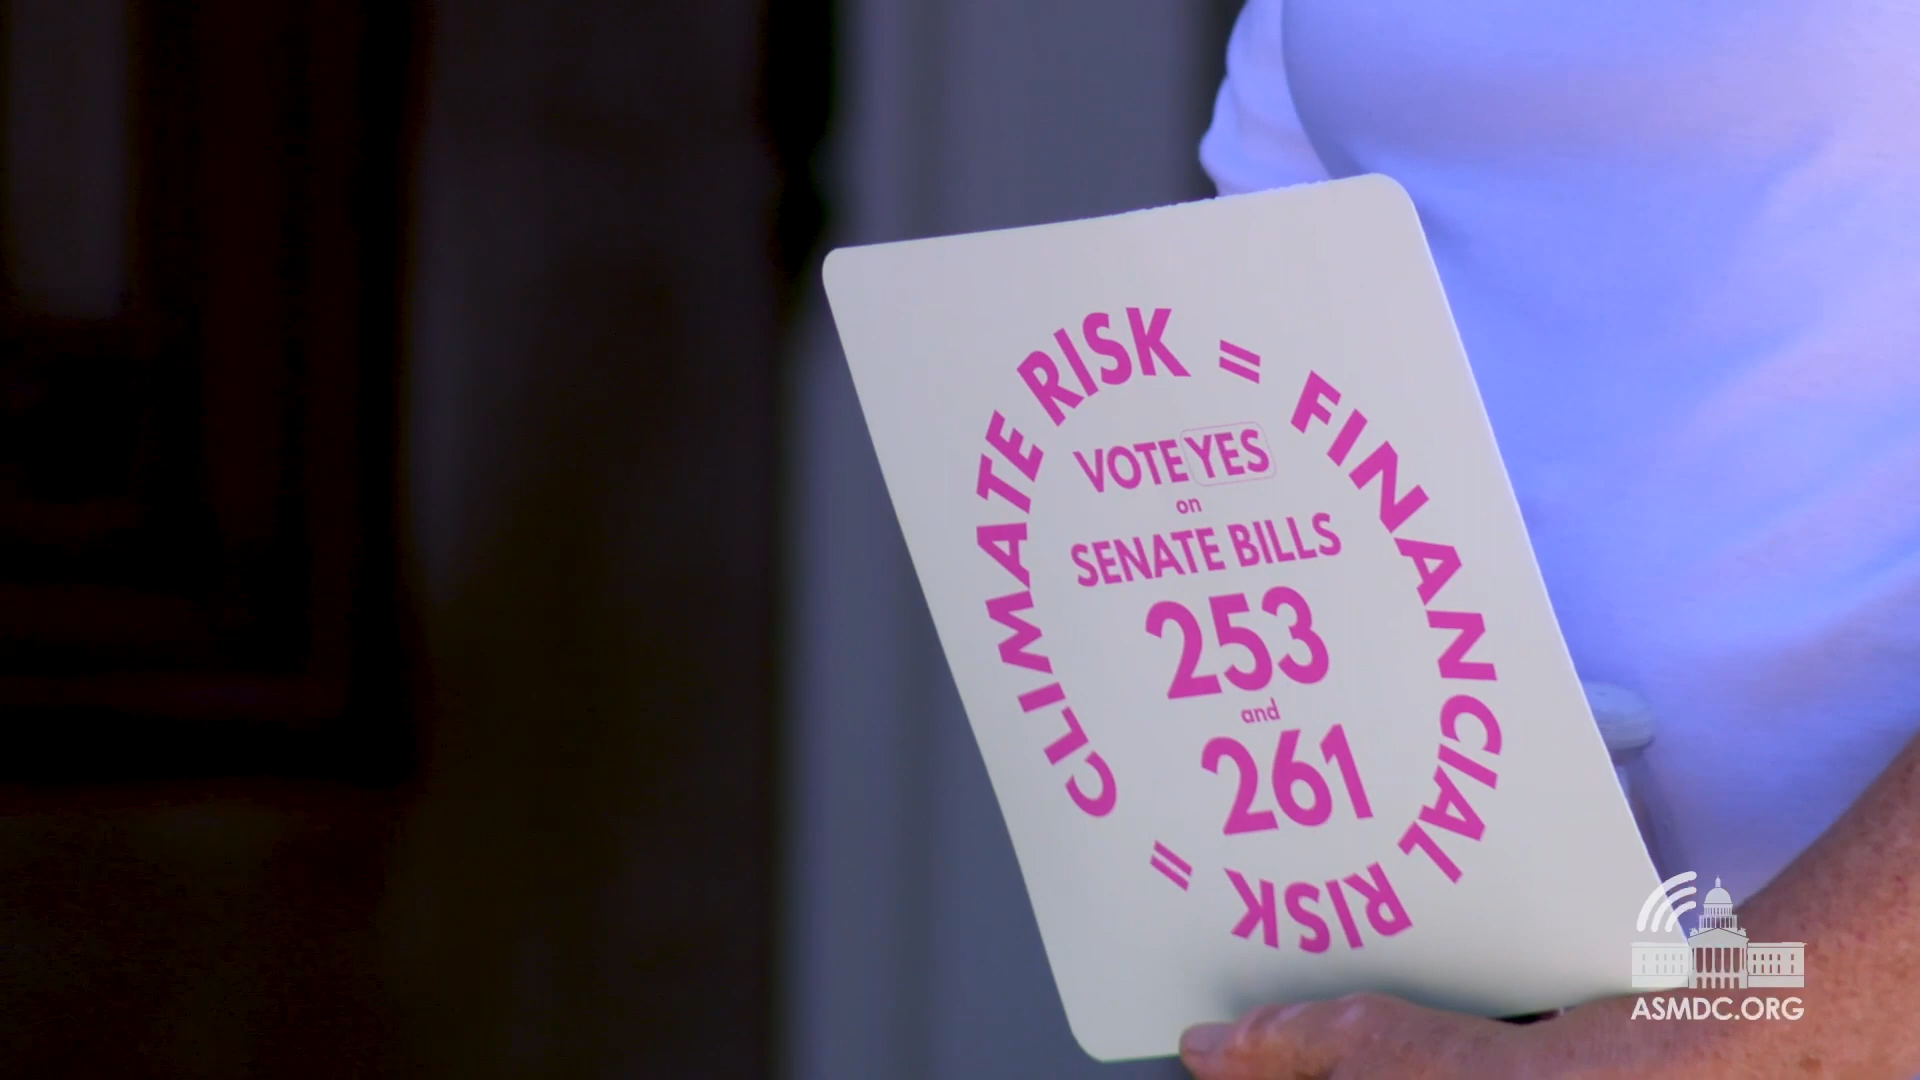 CLIMATE RISK = FINANCIAL RISK =
VOTE YES
on
SENATE BILLS
253
and
261
ASMDC.ORG